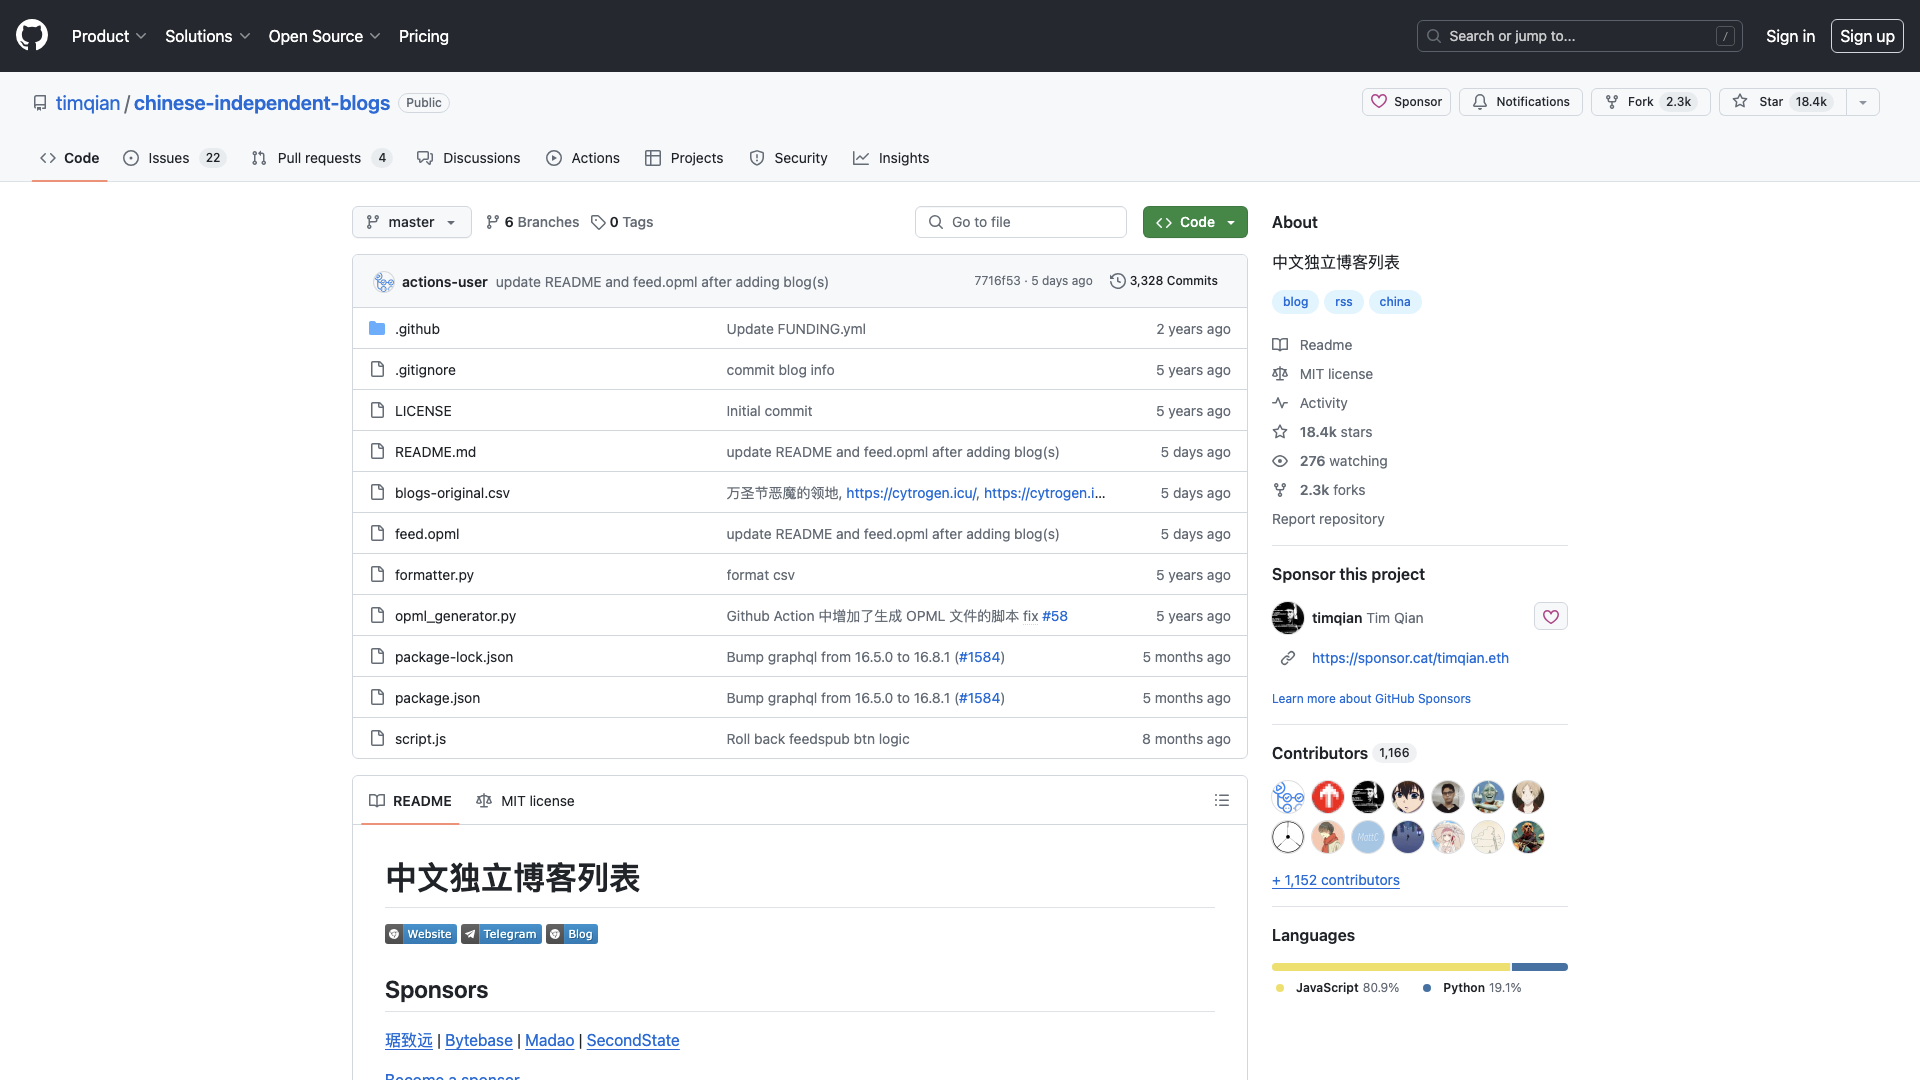 Product Solutions Open Source Pricing Search or jump to... / Sign in Sign up
timqian / chinese-independent-blogs Public Sponsor Notifications Fork 2.3k Star 18.4k
Code Issues 22 Pull requests 4 Discussions Actions Projects Security Insights
master 6 Branches 0 Tags Go to file Code
actions-user update README and feed.opml after adding blog(s) 7716f53 · 5 days ago 3,328 Commits
.github Update FUNDING.yml 2 years ago
.gitignore commit blog info 5 years ago
LICENSE Initial commit 5 years ago
README.md update README and feed.opml after adding blog(s) 5 days ago
blogs-original.csv 万圣节恶魔的领地, https://cytrogen.icu/, https://cytrogen.i... 5 days ago
feed.opml update README and feed.opml after adding blog(s) 5 days ago
formatter.py format csv 5 years ago
opml_generator.py Github Action 中增加了生成 OPML 文件的脚本 fix #58 5 years ago
package-lock.json Bump graphql from 16.5.0 to 16.8.1 (#1584) 5 months ago
package.json Bump graphql from 16.5.0 to 16.8.1 (#1584) 5 months ago
script.js Roll back feedspub btn logic 8 months ago
README MIT license
中文独立博客列表
Website Telegram Blog
Sponsors
琚致远 | Bytebase | Madao | SecondState
Become a sponsor
About
中文独立博客列表
blog rss china
Readme
MIT license
Activity
18.4k stars
276 watching
2.3k forks
Report repository
Sponsor this project
timqian Tim Qian
https://sponsor.cat/timqian.eth
Learn more about GitHub Sponsors
Contributors 1,166
MattC
+ 1,152 contributors
Languages
JavaScript 80.9% Python 19.1%